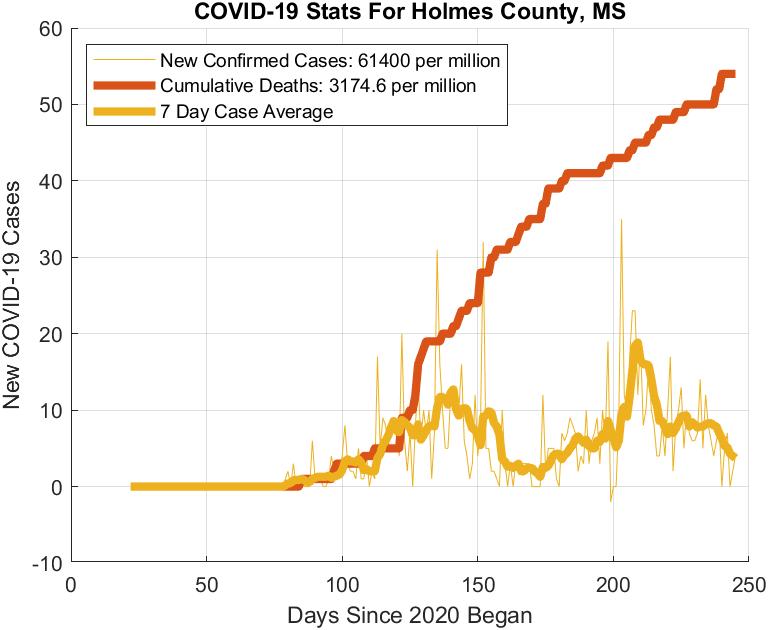 COVID-19 Stats For Holmes County, MS
New Confirmed Cases: 61400 per million
Cumulative Deaths: 3174.6 per million
7 Day Case Average
New COVID-19 Cases
60
50
40
30
20
10
0
-10
0 50 100 150 200 250
Days Since 2020 Began